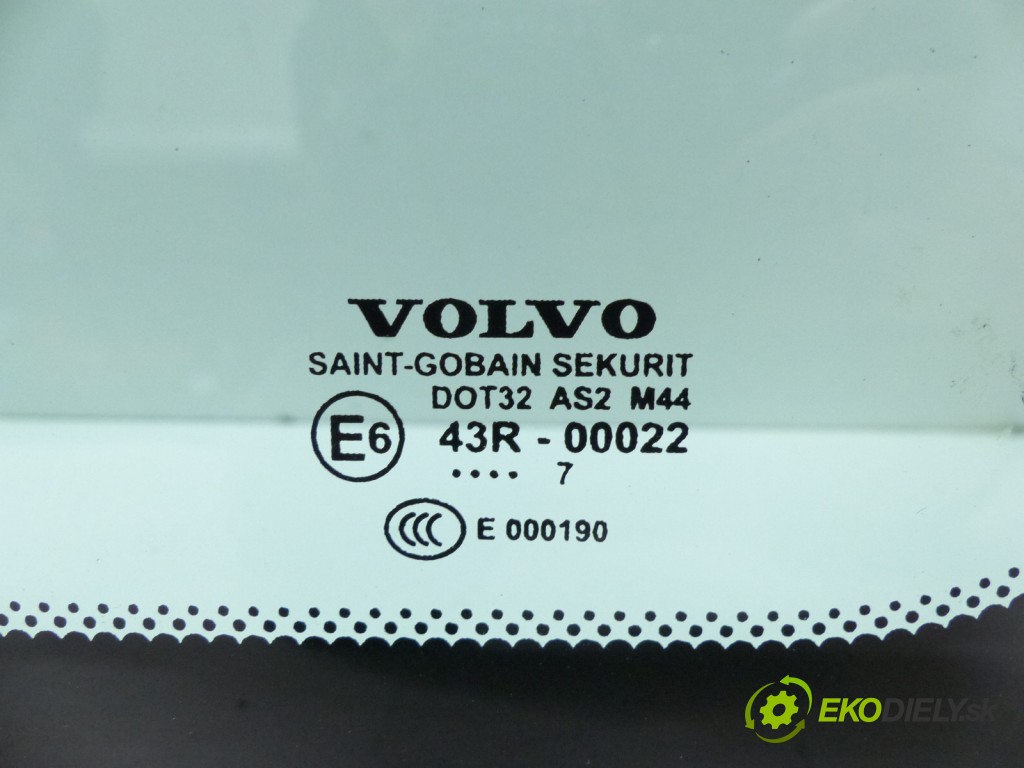 VOLVO
SAINT-GOBAIN SEKURIT
DOT32 AS2 M44
E6 43R - 00022
.... 7
CCC E 000190
EKODIELY.sk